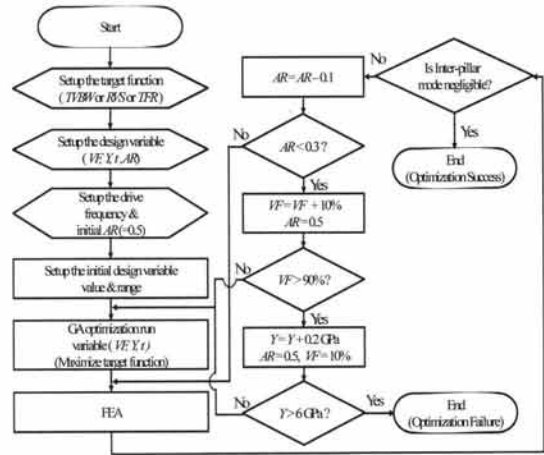 Start
Setup the target function
(TVBW or RVS or TFR)
Setup the design variable
(VF, Y, t, AR)
Setup the drive
frequency &
initial AR (=0.5)
Setup the initial design variable
value & range
GA optimization run
variable (VF, Y, t)
(Maximize target function)
FEA
AR = AR – 0.1
No
Is Inter-pillar
mode negligible?
Yes
End
(Optimization Success)
No
AR < 0.3?
Yes
VF = VF + 10%
AR = 0.5
No
VF > 90%?
Yes
Y = Y + 0.2 GPa
AR = 0.5, VF = 10%
No
Y > 6 GPa?
Yes
End
(Optimization Failure)